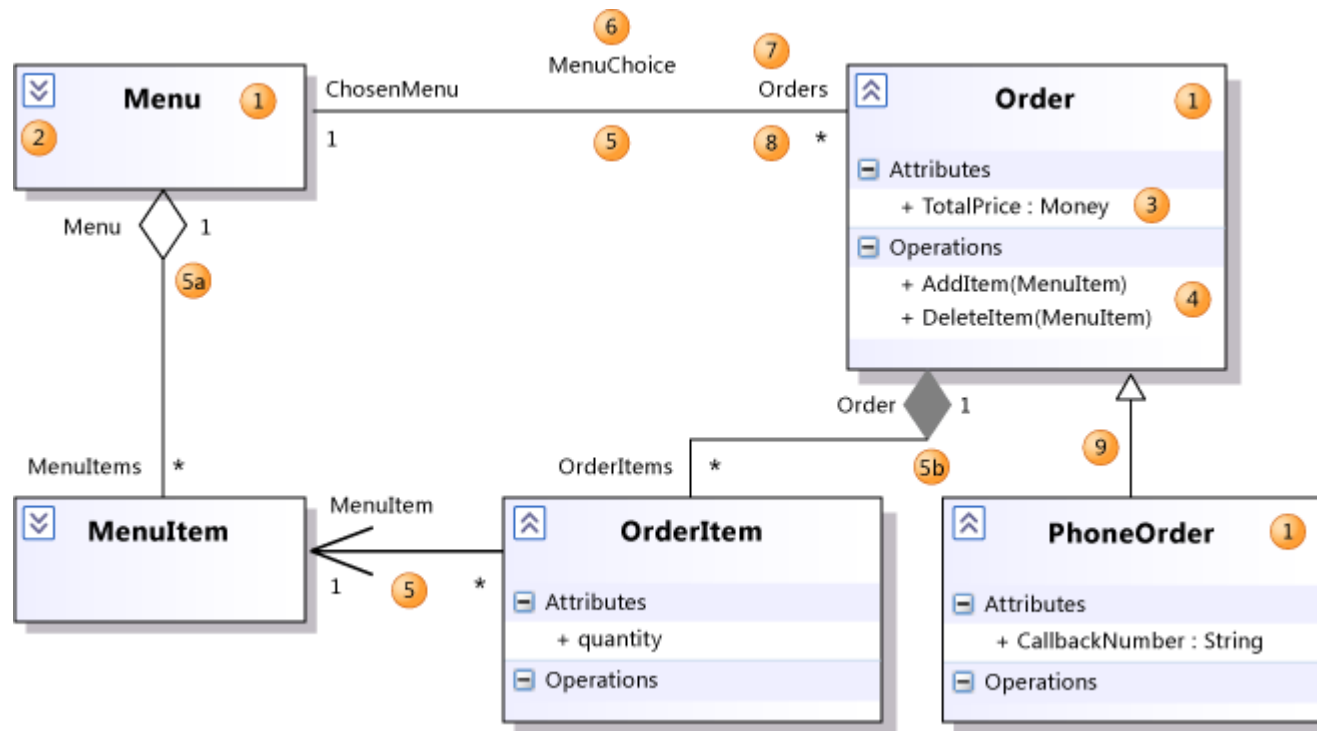 6
MenuChoice
7
Menu 1
2
ChosenMenu
Orders
1
5
8
*
Order 1
Attributes
+ TotalPrice : Money 3
Operations
+ AddItem(MenuItem)
4
+ DeleteItem(MenuItem)
Menu 1
5a
Order 1
9
MenuItems *
OrderItems *
5b
MenuItem
MenuItem
1
5
*
OrderItem
Attributes
+ quantity
Operations
PhoneOrder 1
Attributes
+ CallbackNumber : String
Operations